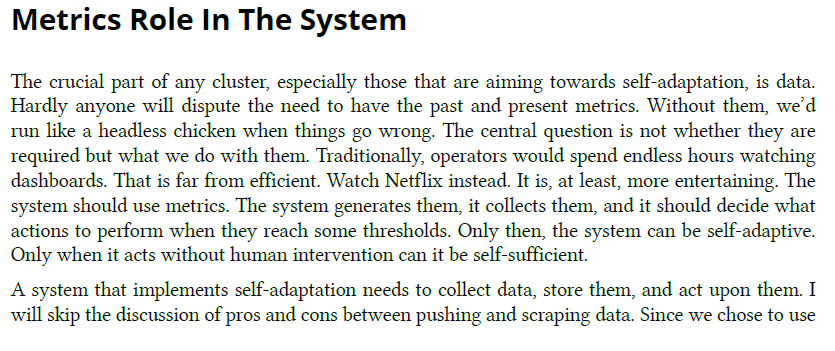 Metrics Role In The System
The crucial part of any cluster, especially those that are aiming towards self-adaptation, is data.
Hardly anyone will dispute the need to have the past and present metrics. Without them, we'd
run like a headless chicken when things go wrong. The central question is not whether they are
required but what we do with them. Traditionally, operators would spend endless hours watching
dashboards. That is far from efficient. Watch Netflix instead. It is, at least, more entertaining. The
system should use metrics. The system generates them, it collects them, and it should decide what
actions to perform when they reach some thresholds. Only then, the system can be self-adaptive.
Only when it acts without human intervention can it be self-sufficient.
A system that implements self-adaptation needs to collect data, store them, and act upon them. I
will skip the discussion of pros and cons between pushing and scraping data. Since we chose to use